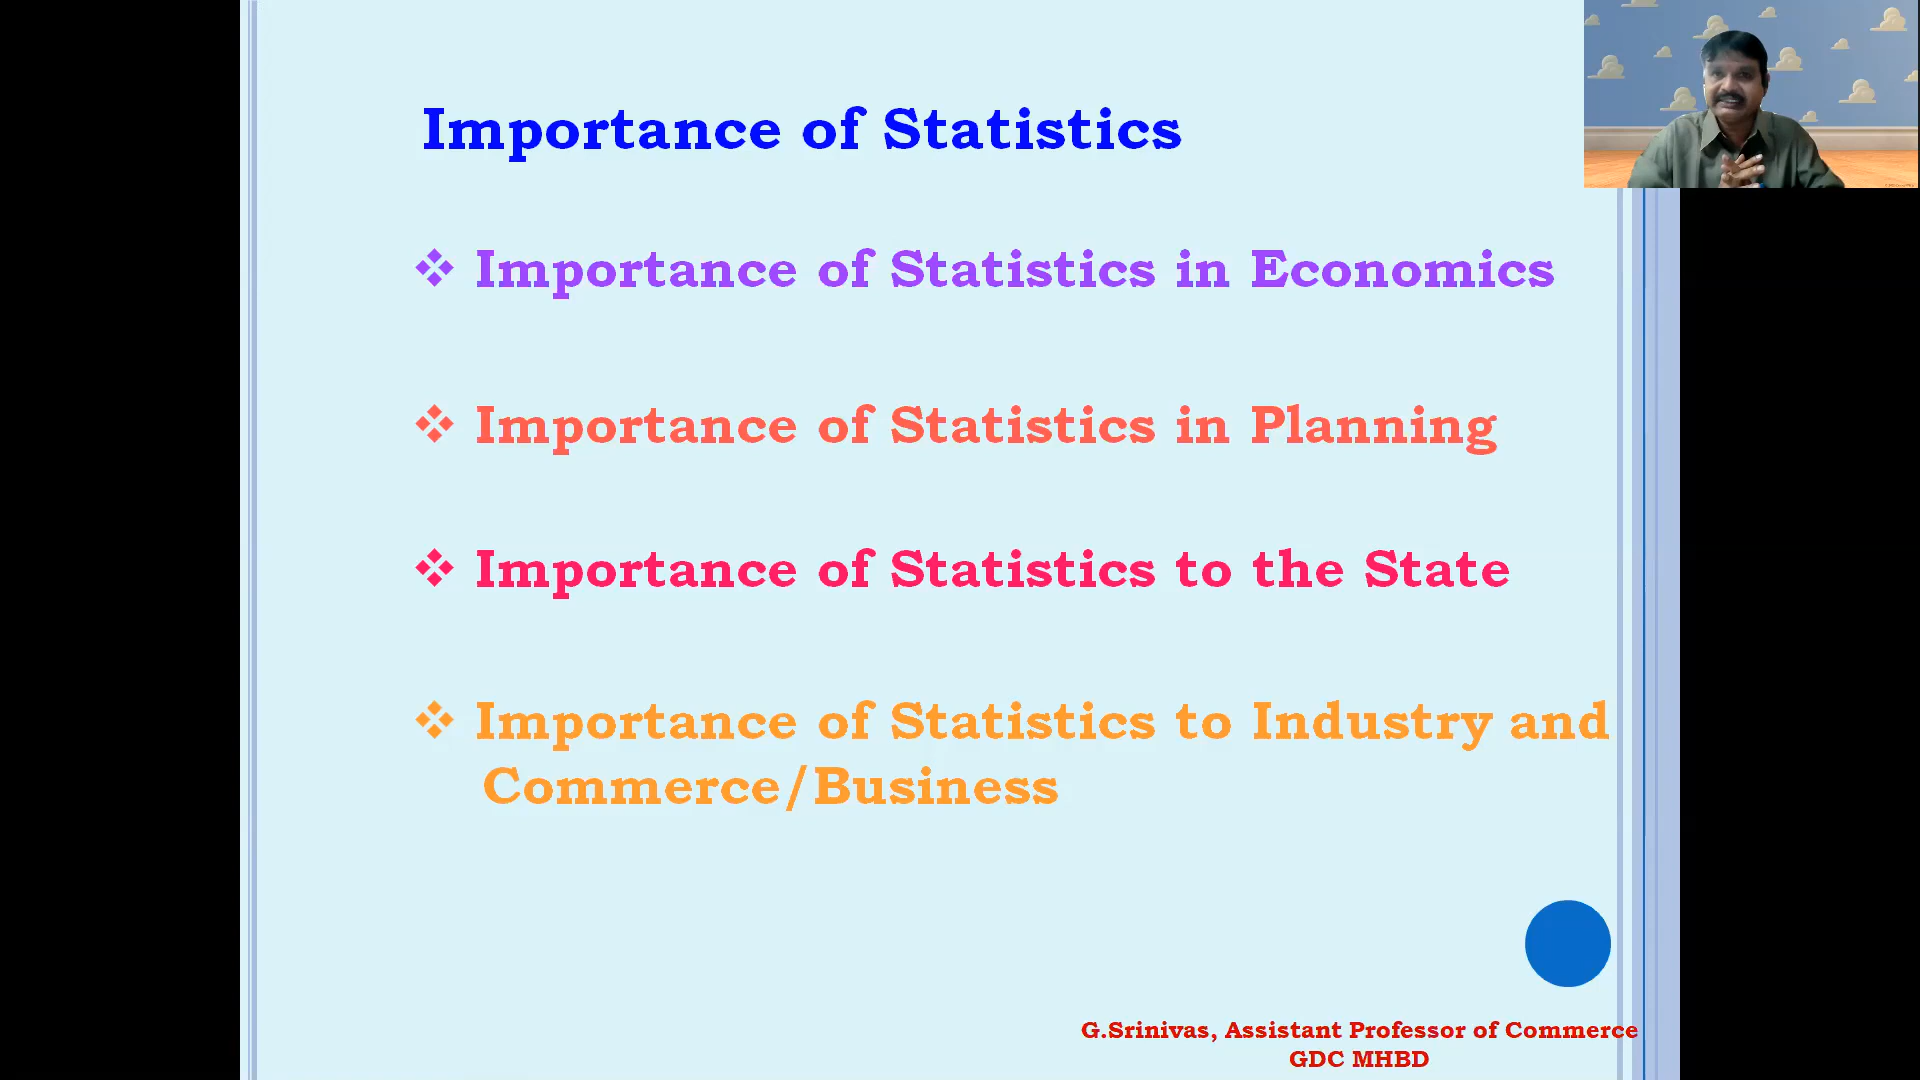 Importance of Statistics
Importance of Statistics in Economics
Importance of Statistics in Planning
Importance of Statistics to the State
Importance of Statistics to Industry and
Commerce/Business
G.Srinivas, Assistant Professor of Commerce
GDC MHBD